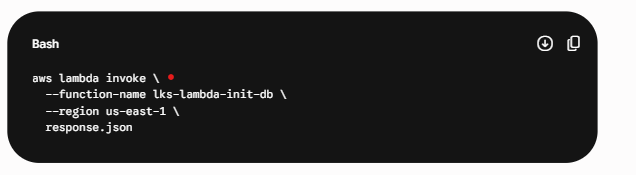 Bash
aws lambda invoke \
--function-name lks-lambda-init-db \
--region us-east-1 \
response.json